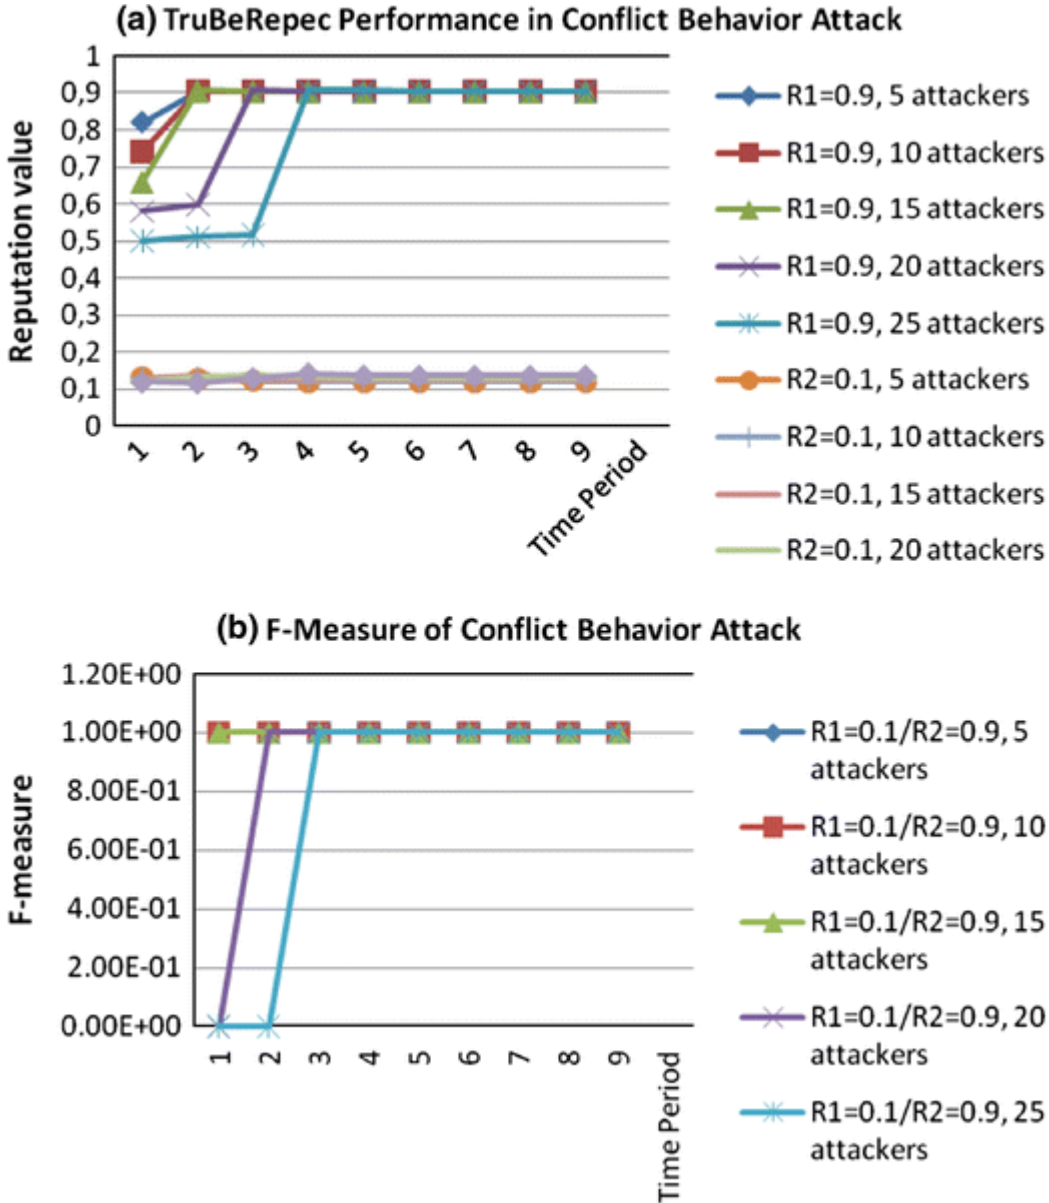 (a) TruBeRepec Performance in Conflict Behavior Attack
Reputation value
1
0,9
0,8
0,7
0,6
0,5
0,4
0,3
0,2
0,1
0
1 2 3 4 5 6 7 8 9
Time Period
R1=0.9, 5 attackers
R1=0.9, 10 attackers
R1=0.9, 15 attackers
R1=0.9, 20 attackers
R1=0.9, 25 attackers
R2=0.1, 5 attackers
R2=0.1, 10 attackers
R2=0.1, 15 attackers
R2=0.1, 20 attackers
(b) F-Measure of Conflict Behavior Attack
F-measure
1.20E+00
1.00E+00
8.00E-01
6.00E-01
4.00E-01
2.00E-01
0.00E+00
1 2 3 4 5 6 7 8 9
Time Period
R1=0.1/R2=0.9, 5
attackers
R1=0.1/R2=0.9, 10
attackers
R1=0.1/R2=0.9, 15
attackers
R1=0.1/R2=0.9, 20
attackers
R1=0.1/R2=0.9, 25
attackers